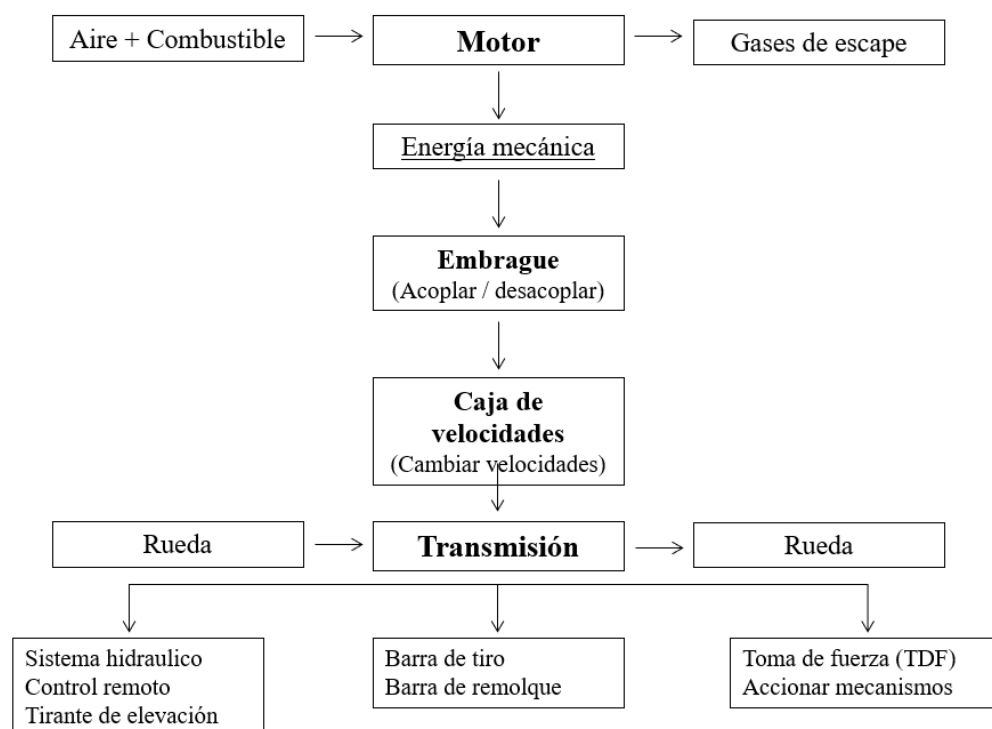 Aire + Combustible
Motor
Gases de escape
Energía mecánica
Embrague
(Acoplar / desacoplar)
Caja de
velocidades
(Cambiar velocidades)
Rueda
Transmisión
Rueda
Sistema hidraulico
Control remoto
Tirante de elevación
Barra de tiro
Barra de remolque
Toma de fuerza (TDF)
Accionar mecanismos